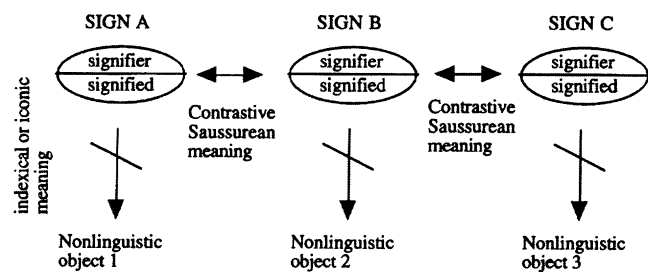 SIGN A
SIGN B
SIGN C
signifier
signified
signifier
signified
signifier
signified
Contrastive
Saussurean
meaning
Contrastive
Saussurean
meaning
indexical or iconic
meaning
Nonlinguistic
object 1
Nonlinguistic
object 2
Nonlinguistic
object 3